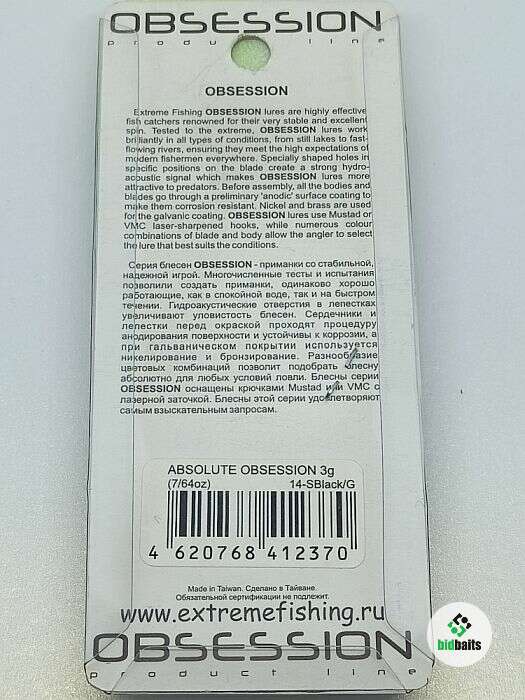 OBSESSION
product line
OBSESSION
Extreme Fishing OBSESSION lures are highly effective
fish catchers renowned for their very stable and excellent
spin. Tested to the extreme, OBSESSION lures work
brilliantly in all types of conditions, from still lakes to fast-
flowing rivers, ensuring they meet the high expectations of
modern fishermen everywhere. Specially shaped holes in
specific positions on the blade create a strong hydro-
acoustic signal which makes OBSESSION lures more
attractive to predators. Before assembly, all the bodies and
blades go through a preliminary 'anodic' surface coating to
make them corrosion resistant. Nickel and brass are used
for the galvanic coating. OBSESSION lures use Mustad or
VMC laser-sharpened hooks, while numerous colour
combinations of blade and body allow the angler to select
the lure that best suits the conditions.
Серия блесен OBSESSION - приманки со стабильной,
надежной игрой. Многочисленные тесты и испытания
позволили создать приманки, одинаково хорошо
работающие, как в спокойной воде, так и на быстром
течении. Гидроакустические отверстия в лепестках
увеличивают уловистость блесен. Сердечники и
лепестки перед окраской проходят процедуру
анодирования поверхности и устойчивы к коррозии, а
при гальваническом покрытии используется
никелирование и бронзирование. Разнообразие
цветовых комбинаций позволит подобрать блесну
абсолютно для любых условий ловли. Блесны серии
OBSESSION оснащены крючками Mustad или VMC с
лазерной заточкой. Блесны этой серии удовлетворяют
самым взыскательным запросам.
ABSOLUTE OBSESSION 3g
(7/64oz) 14-SBlack/G
4 620768 412370
Made in Taiwan. Сделано в Тайване.
Обязательной сертификации не подлежит.
www.extremefishing.ru
OBSESSION
product line
bidbaits